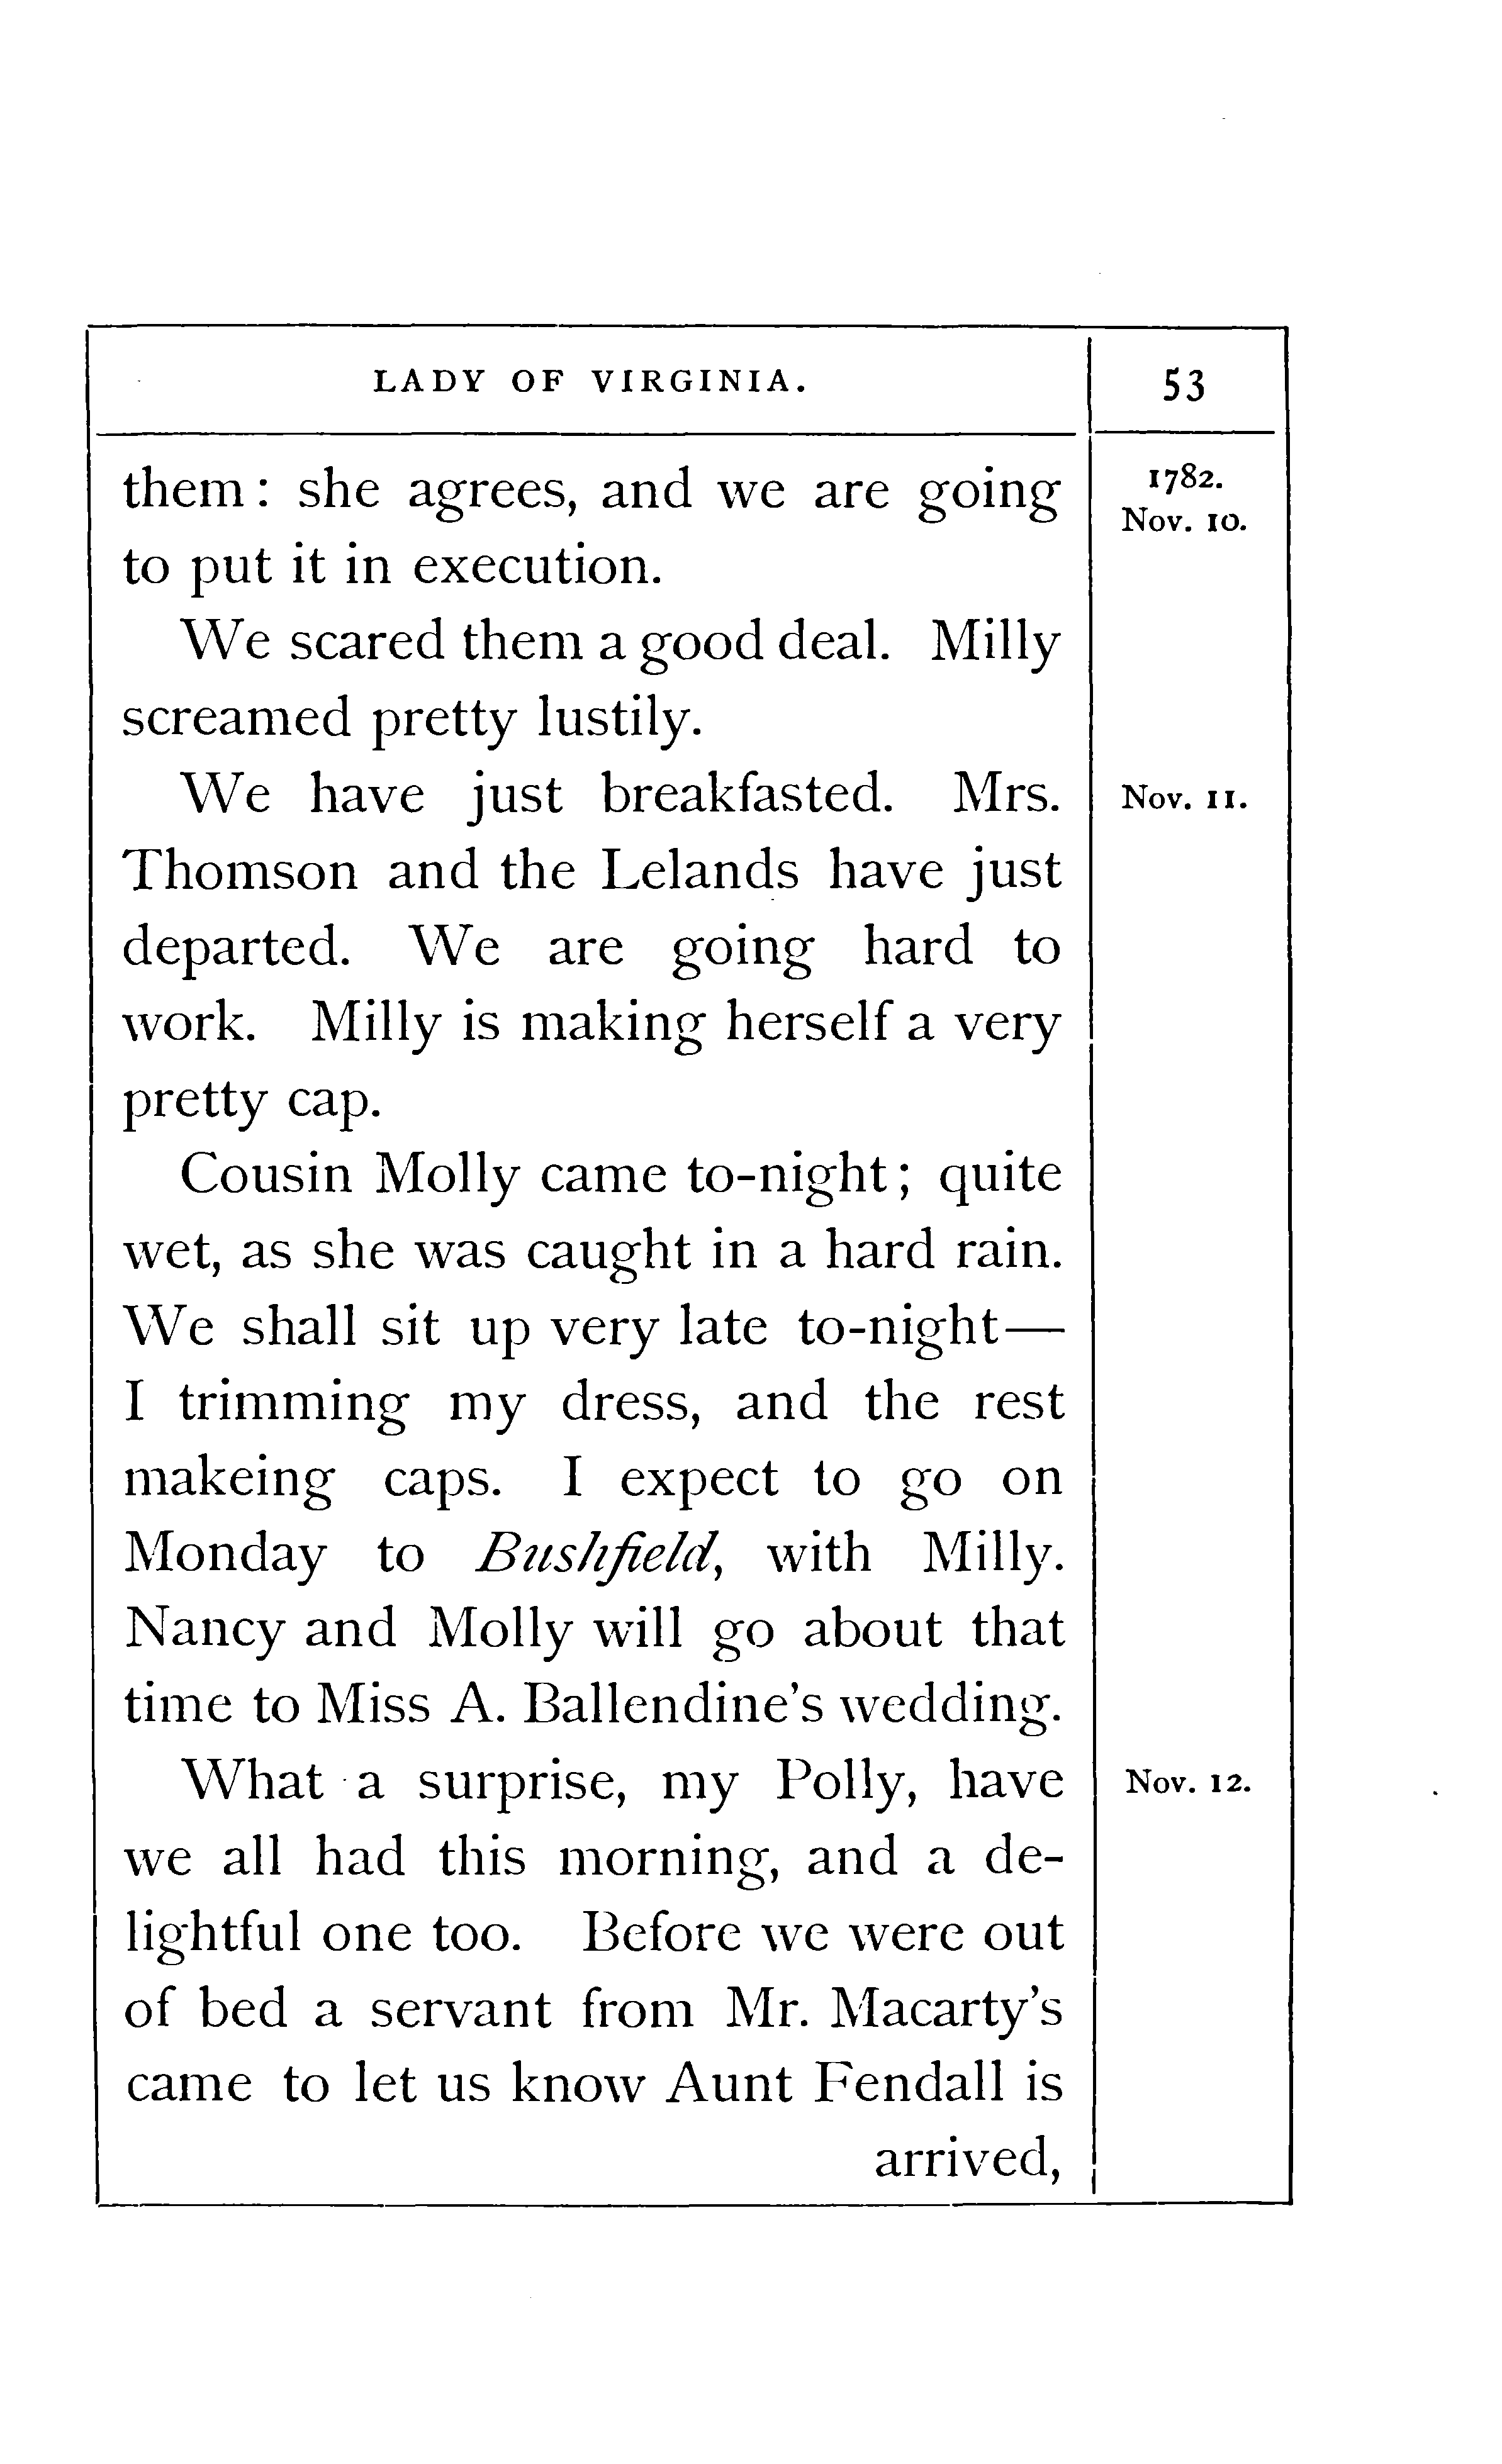 LADY OF VIRGINIA. 53
them: she agrees, and we are going
1782.
Nov. 10.
to put it in execution.
We scared them a good deal. Milly
screamed pretty lustily.
We have just breakfasted. Mrs.
Nov. 11.
Thomson and the Lelands have just
departed. We are going hard to
work. Milly is making herself a very
pretty cap.
Cousin Molly came to-night; quite
wet, as she was caught in a hard rain.
We shall sit up very late to-night—
I trimming my dress, and the rest
makeing caps. I expect to go on
Monday to Bushfield, with Milly.
Nancy and Molly will go about that
time to Miss A. Ballendine's wedding.
What a surprise, my Polly, have
Nov. 12.
we all had this morning, and a de-
lightful one too. Before we were out
of bed a servant from Mr. Macarty's
came to let us know Aunt Fendall is
arrived,